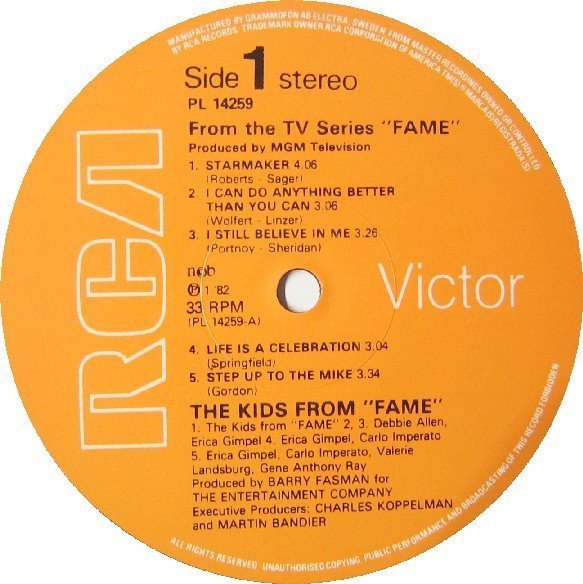 MANUFACTURED BY GRAMMOFON AB ELECTRA, SWEDEN, FROM MASTER RECORDINGS OWNED OR CONTROLLED
BY RCA RECORDS TRADEMARK OWNER RCA CORPORATION OF AMERICA TM(S)® MARCA(S) REGISTRADA(S)
Side 1 stereo
PL 14259
From the TV Series "FAME"
Produced by MGM Television
1. STARMAKER 4.06
(Roberts - Sager)
2. I CAN DO ANYTHING BETTER
THAN YOU CAN 3.06
(Wolfert - Linzer)
3. I STILL BELIEVE IN ME 3.26
(Portnoy - Sheridan)
ncb
℗ 1982
33 RPM
(PL 14259-A)
RCA
Victor
4. LIFE IS A CELEBRATION 3.04
(Springfield)
5. STEP UP TO THE MIKE 3.34
(Gordon)
THE KIDS FROM "FAME"
1. The Kids from "FAME" 2, 3. Debbie Allen,
Erica Gimpel 4. Erica Gimpel, Carlo Imperato
5. Erica Gimpel, Carlo Imperato, Valerie
Landsburg, Gene Anthony Ray
Produced by BARRY FASMAN for
THE ENTERTAINMENT COMPANY
Executive Producers: CHARLES KOPPELMAN
and MARTIN BANDIER
ALL RIGHTS RESERVED - UNAUTHORISED COPYING, PUBLIC PERFORMANCE AND BROADCASTING OF THIS RECORD FORBIDDEN